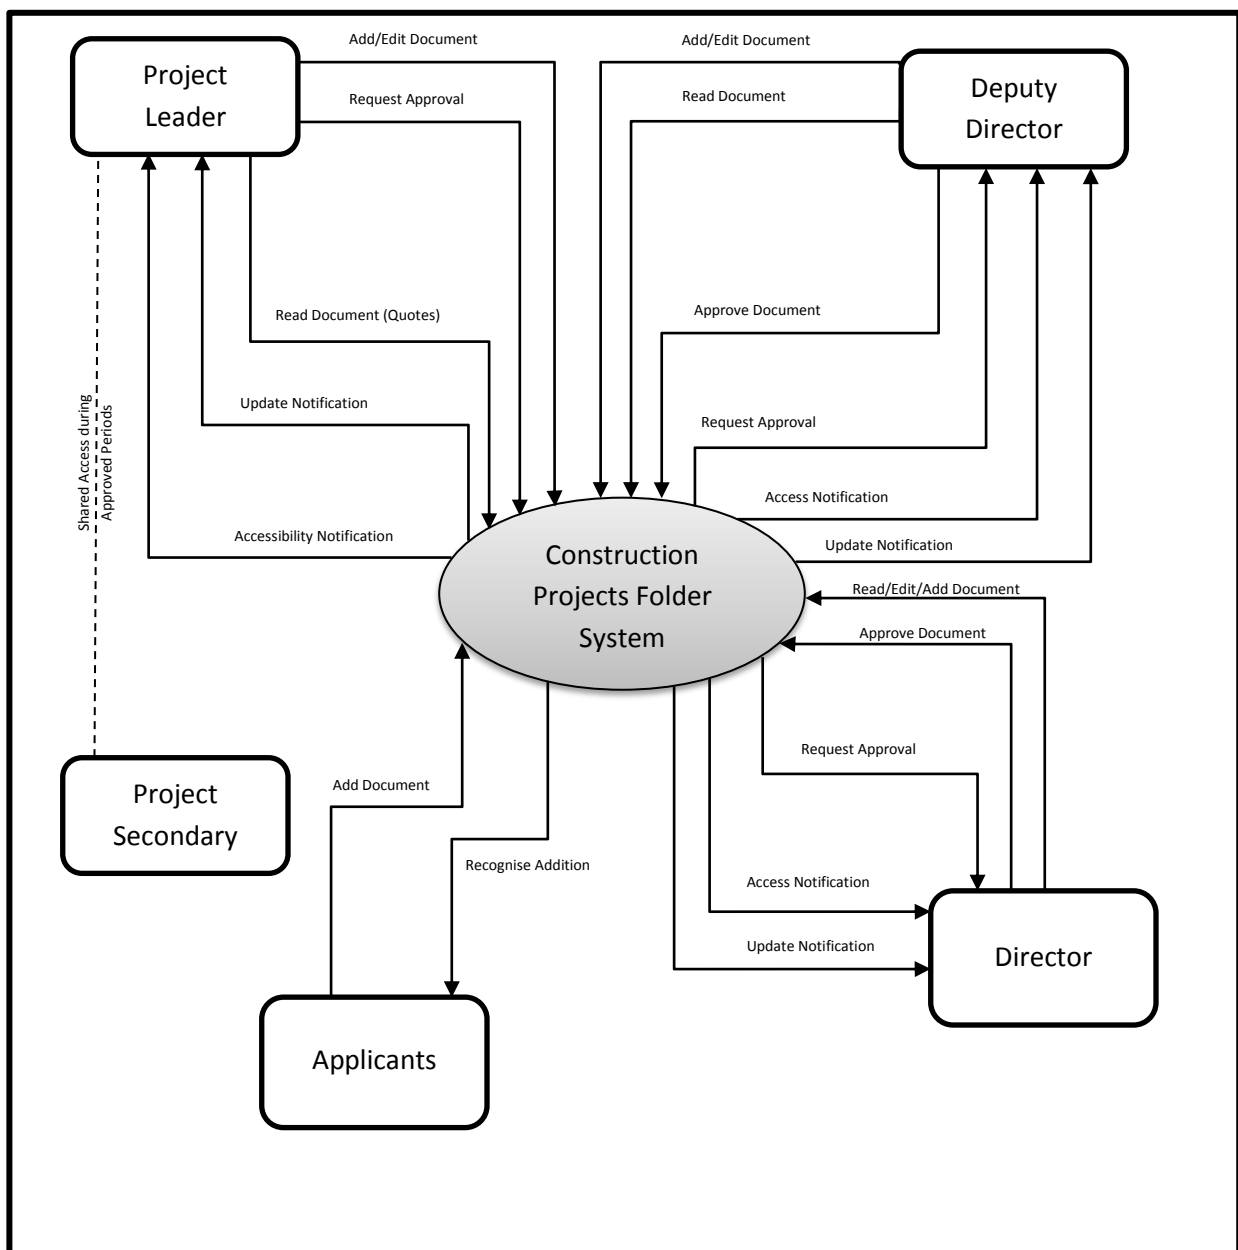 Project
Leader
Add/Edit Document
Request Approval
Add/Edit Document
Read Document
Deputy
Director
Read Document (Quotes)
Approve Document
Update Notification
Request Approval
Shared Access during
Approved Periods
Accessibility Notification
Access Notification
Update Notification
Construction
Projects Folder
System
Read/Edit/Add Document
Approve Document
Request Approval
Project
Secondary
Add Document
Recognise Addition
Access Notification
Update Notification
Director
Applicants